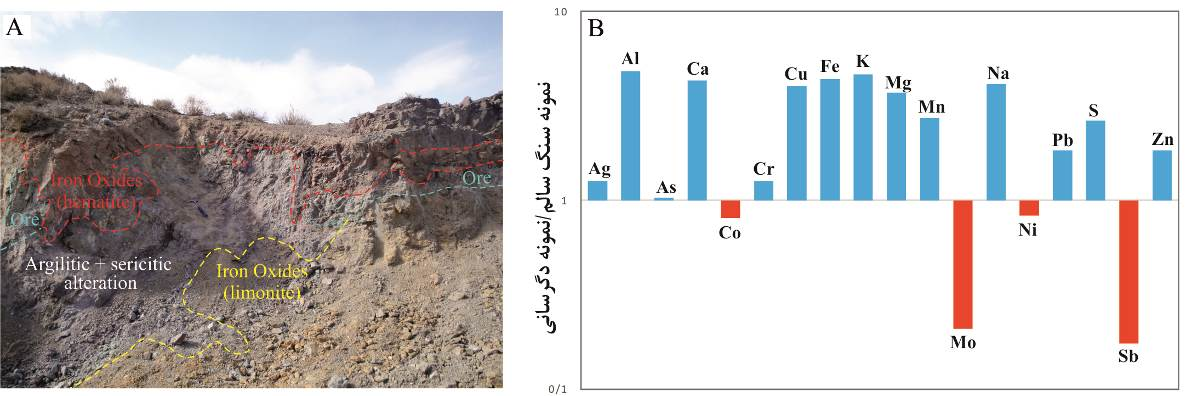 A
Iron Oxides
(hematite)
Ore
Ore
Argilitic + sericitic
alteration
Iron Oxides
(limonite)
B
10
1
0/1
نمونه سنگ سالم/نمونه دگرسانی
Ag
Al
As
Ca
Co
Cr
Cu
Fe
K
Mg
Mn
Mo
Na
Ni
Pb
S
Sb
Zn